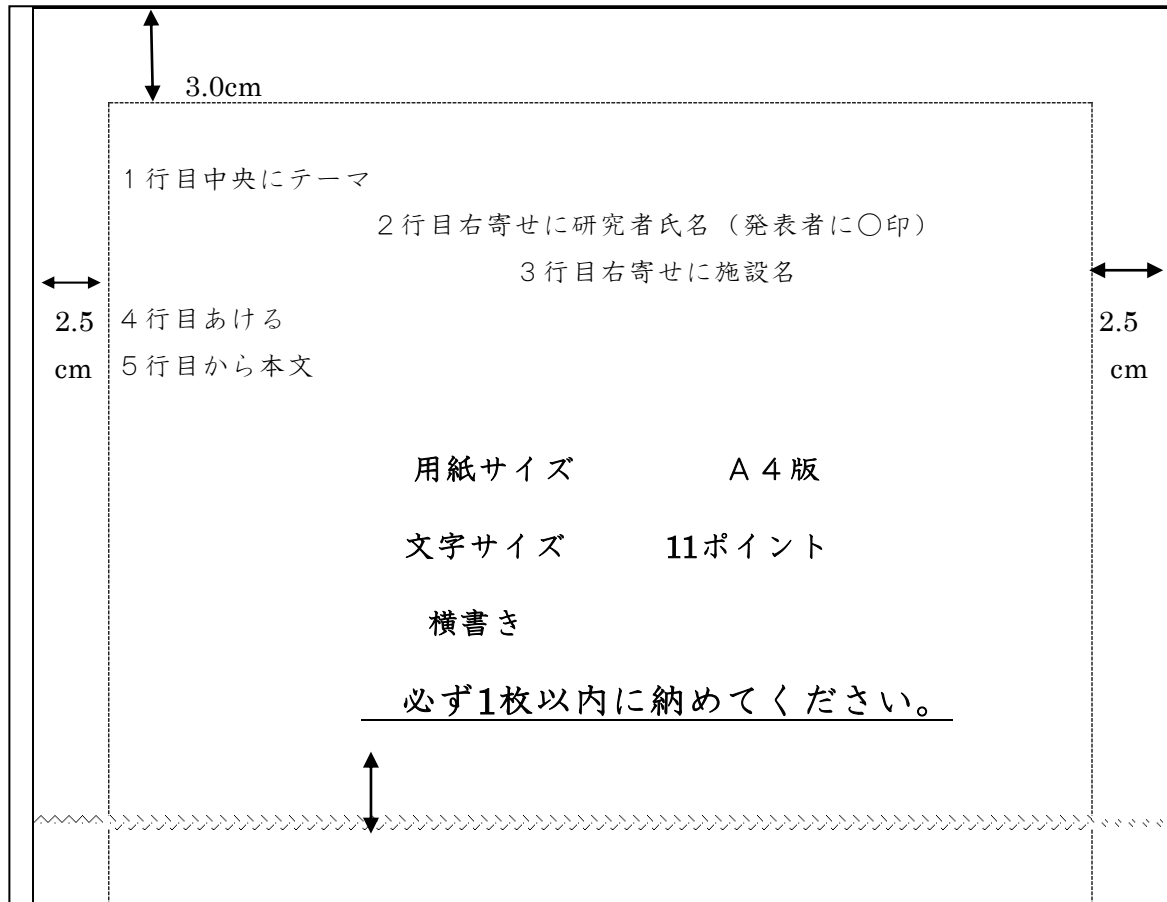 3.0cm
１行目中央にテーマ
２行目右寄せに研究者氏名（発表者に○印）
３行目右寄せに施設名
2.5
cm
４行目あける
５行目から本文
2.5
cm
用紙サイズ　Ａ４版
文字サイズ　11ポイント
横書き
必ず1枚以内に納めてください。